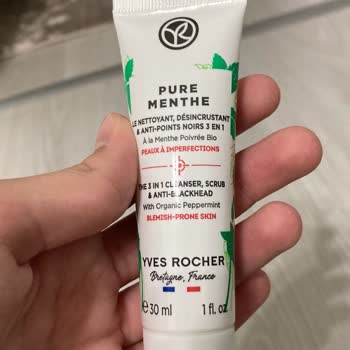 PURE
MENTHE
LE NETTOYANT, DÉSINCRUSTANT
& ANTI-POINTS NOIRS 3 EN 1
À la Menthe Poivrée Bio
PEAUX À IMPERFECTIONS
THE 3 IN 1 CLEANSER, SCRUB
& ANTI-BLACKHEAD
With Organic Peppermint
BLEMISH-PRONE SKIN
YVES ROCHER
Bretagne, France
℮ 30 ml 1 fl. oz